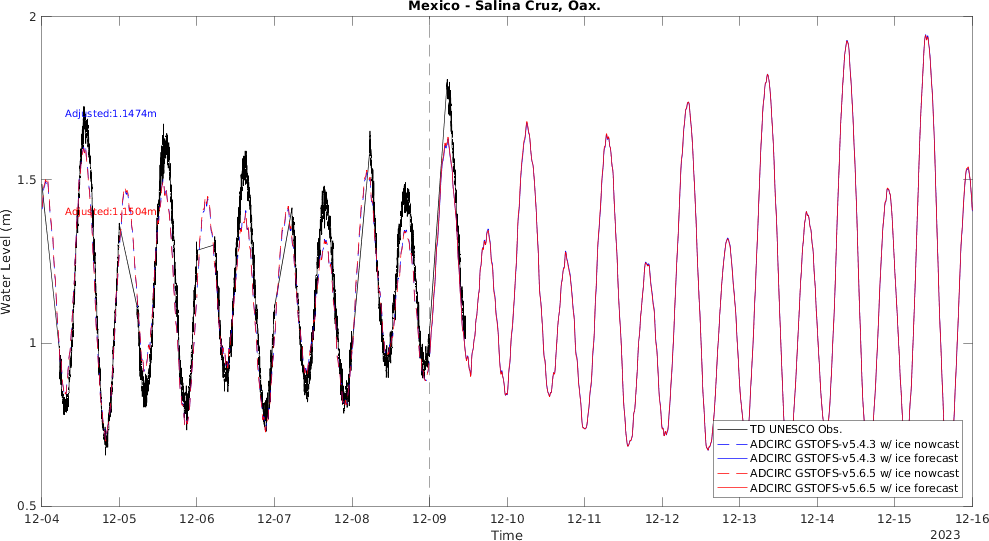 Mexico - Salina Cruz, Oax.
2
Adjusted:1.1474m
1.5
Adjusted:1.1504m
Water Level (m)
1
TD UNESCO Obs.
ADCIRC GSTOFS-v5.4.3 w/ ice nowcast
ADCIRC GSTOFS-v5.4.3 w/ ice forecast
ADCIRC GSTOFS-v5.6.5 w/ ice nowcast
ADCIRC GSTOFS-v5.6.5 w/ ice forecast
0.5
12-04 12-05 12-06 12-07 12-08 12-09 12-10 12-11 12-12 12-13 12-14 12-15 12-16
Time
2023